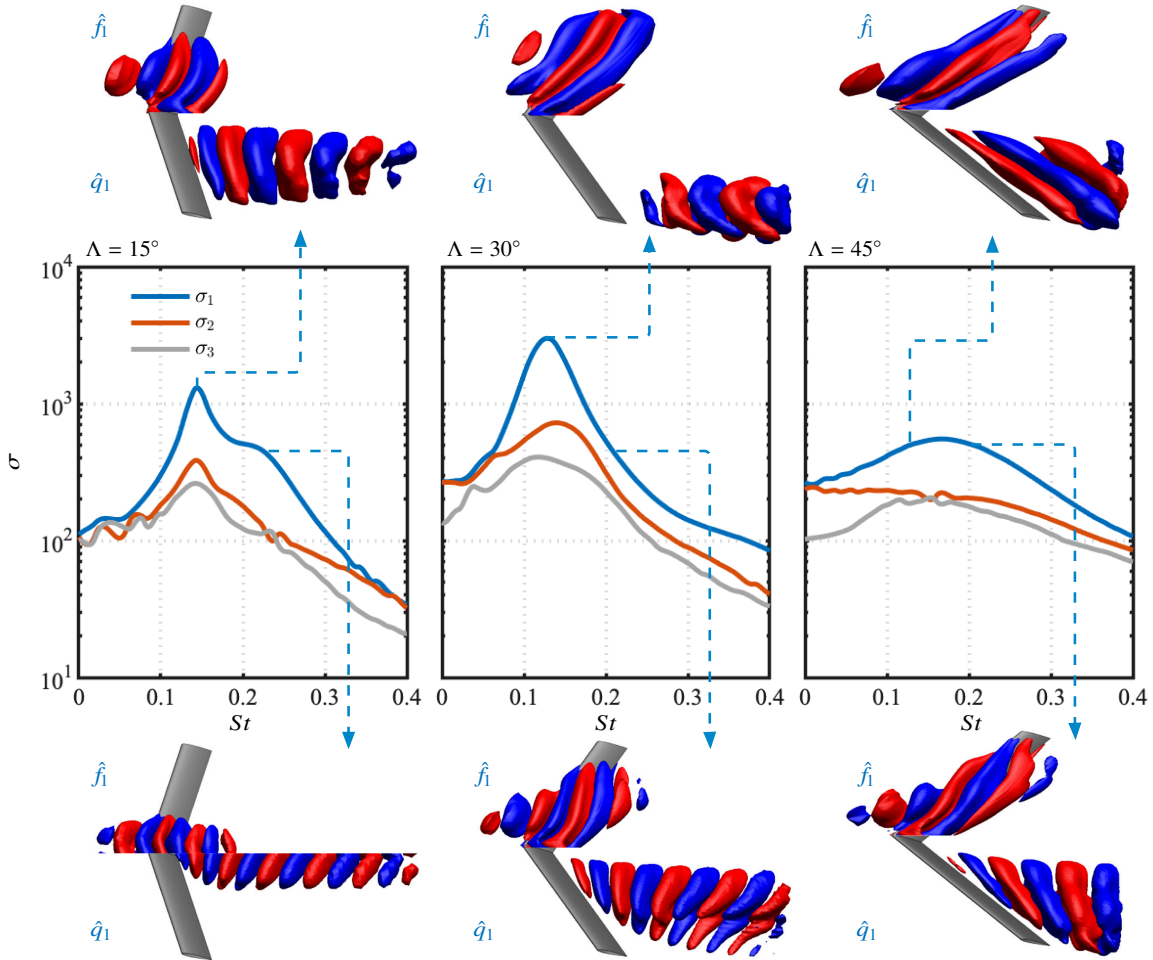 f̂₁ f̂₁ f̂₁
q̂₁ q̂₁ q̂₁
Λ = 15° Λ = 30° Λ = 45°
10⁴
σ₁
σ₂
σ₃
10³
σ
10²
10¹
0 0.1 0.2 0.3 0.4 0 0.1 0.2 0.3 0.4 0 0.1 0.2 0.3 0.4
St St St
f̂₁ f̂₁ f̂₁
q̂₁ q̂₁ q̂₁